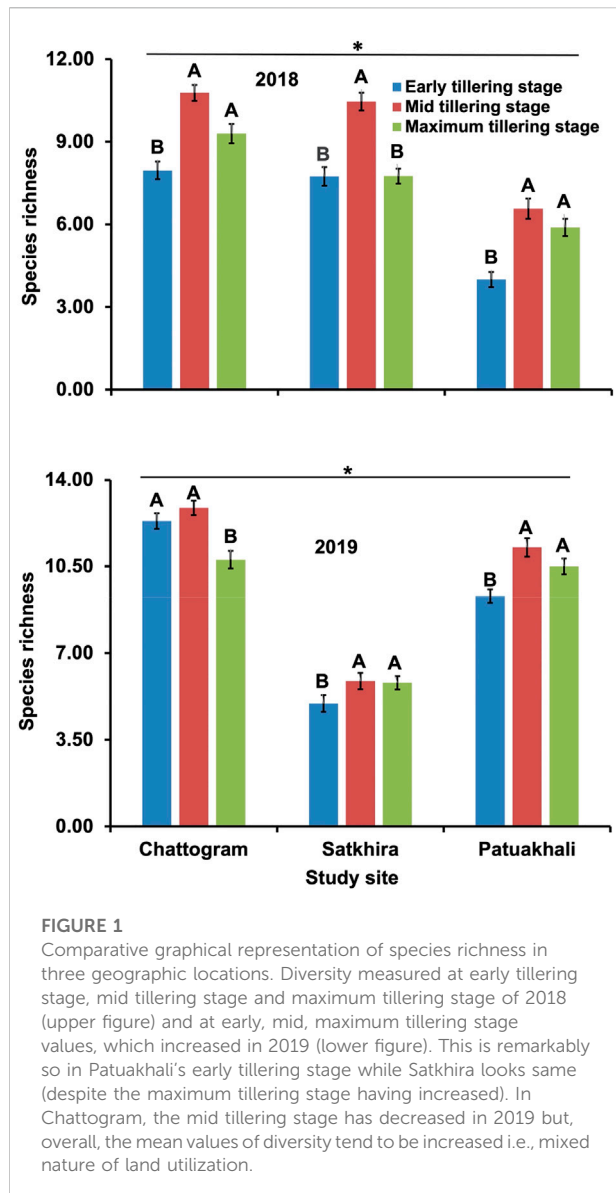 *
12.00
2018
Early tillering stage
Mid tillering stage
Maximum tillering stage
9.00
6.00
3.00
0.00
Species richness
B A A
B A B
B A A
*
14.00
2019
10.50
7.00
3.50
0.00
Species richness
A A B
B A A
B A A
Chattogram Satkhira Patuakhali
Study site
FIGURE 1
Comparative graphical representation of species richness in
three geographic locations. Diversity measured at early tillering
stage, mid tillering stage and maximum tillering stage of 2018
(upper figure) and at early, mid, maximum tillering stage
values, which increased in 2019 (lower figure). This is remarkably
so in Patuakhali's early tillering stage while Satkhira looks same
(despite the maximum tillering stage having increased). In
Chattogram, the mid tillering stage has decreased in 2019 but,
overall, the mean values of diversity tend to be increased i.e., mixed
nature of land utilization.